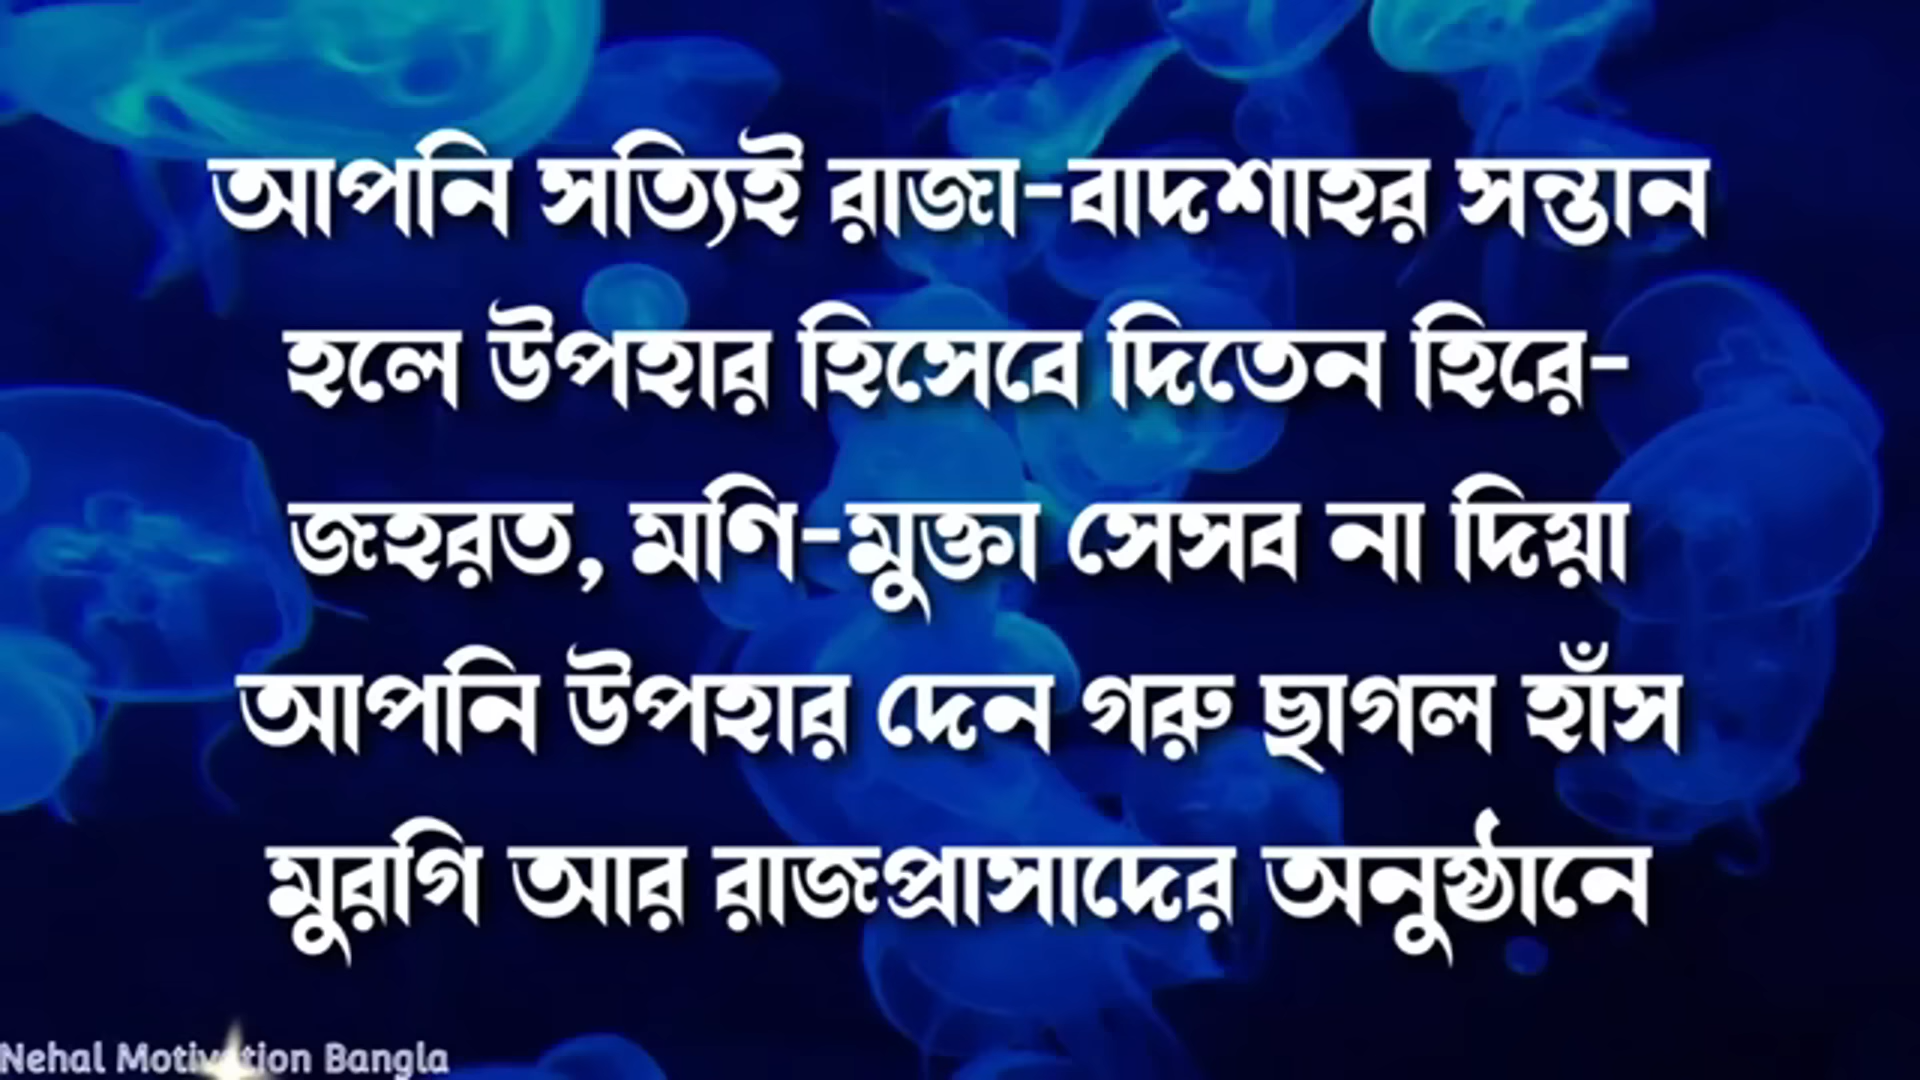 আপনি সত্যিই রাজা-বাদশাহর সন্তান
হলে উপহার হিসেবে দিতেন হিরে-
জহরত, মণি-মুক্তা সেসব না দিয়া
আপনি উপহার দেন গরু ছাগল হাঁস
মুরগি আর রাজপ্রাসাদের অনুষ্ঠানে
Nehal Motivation Bangla